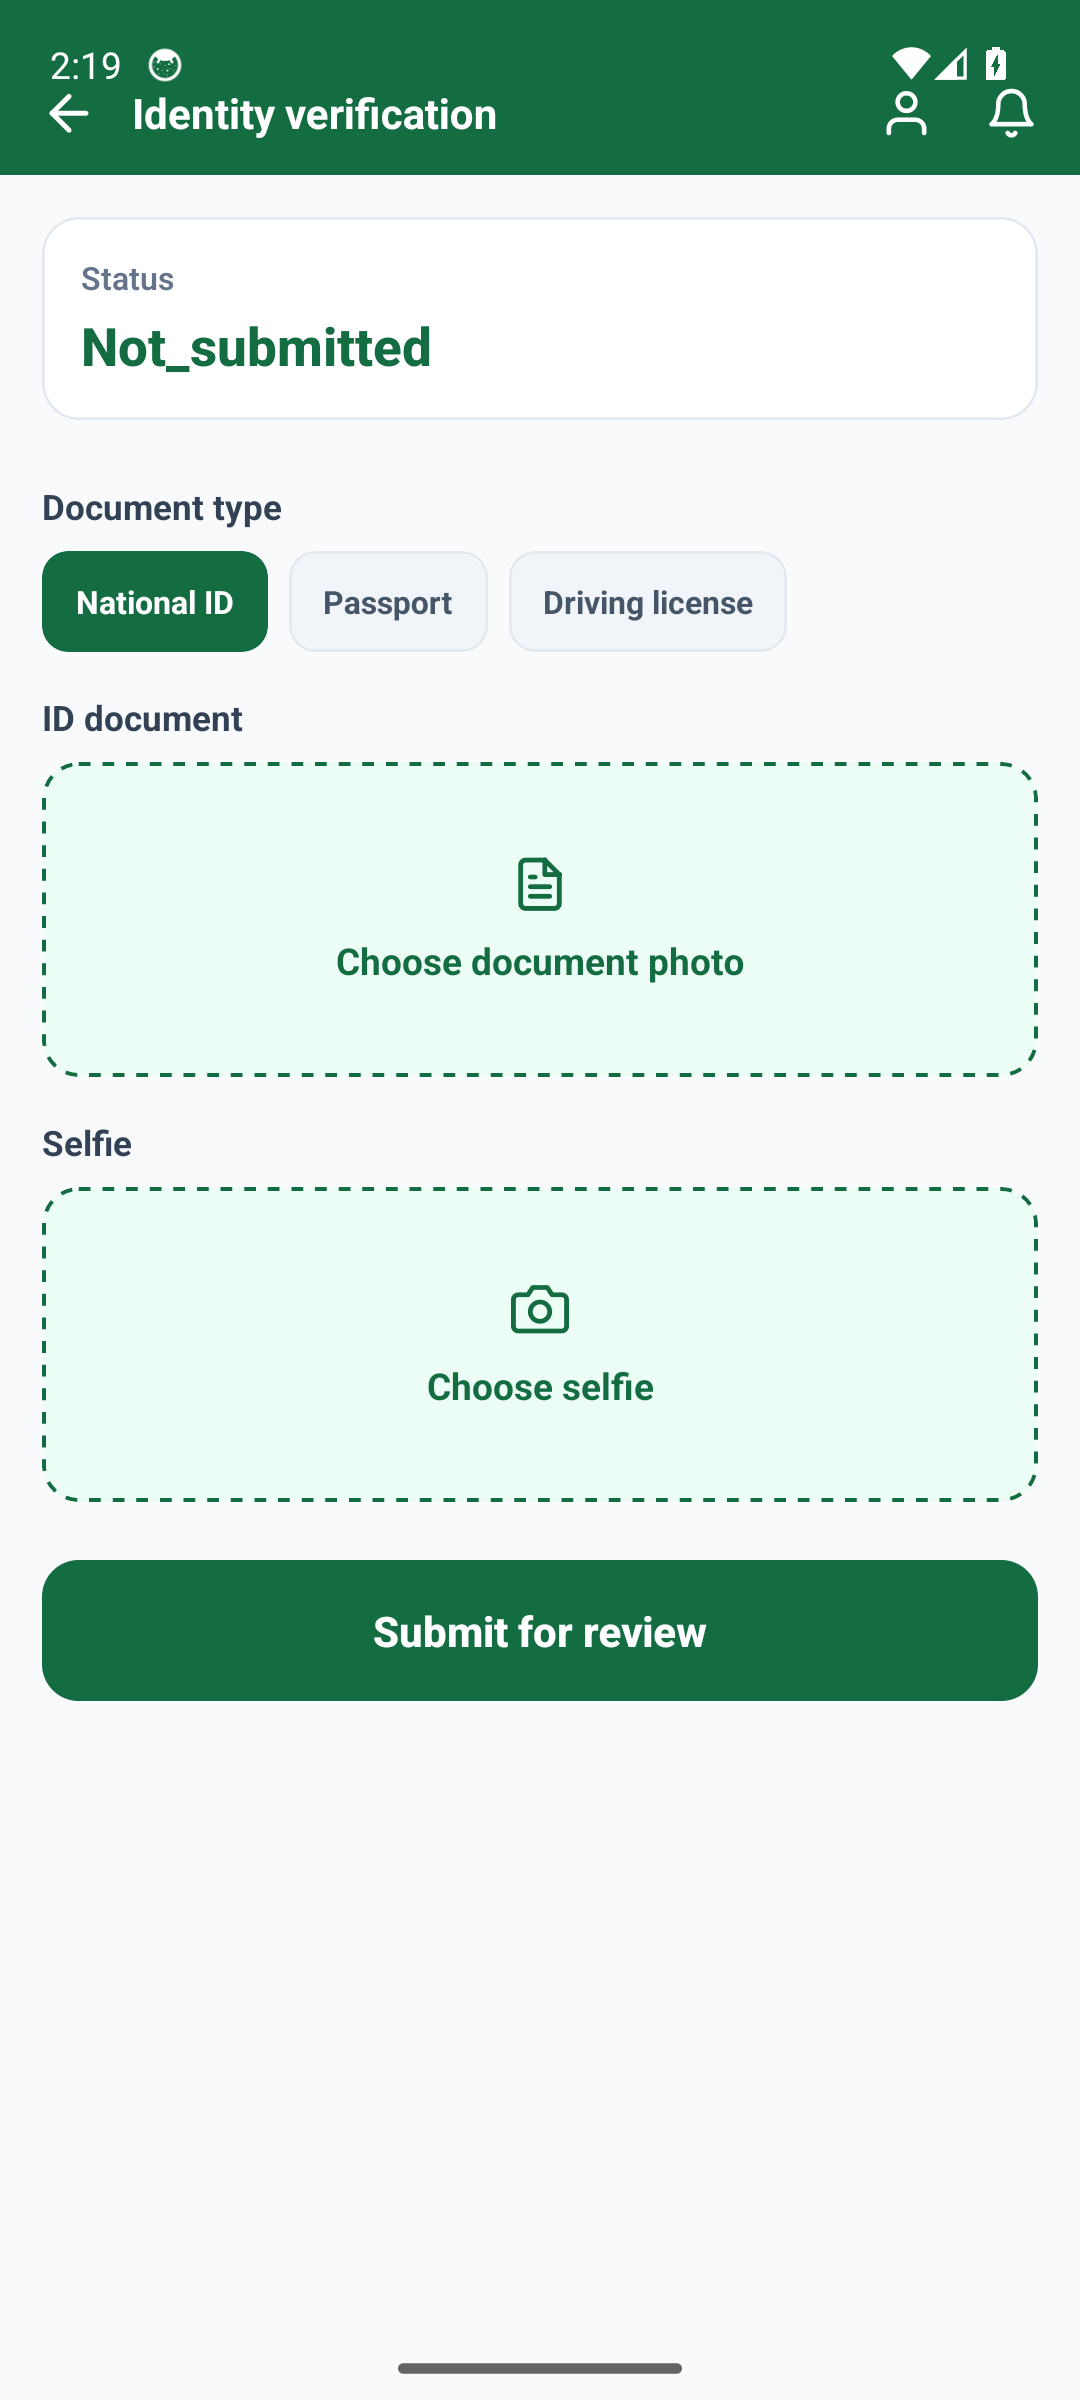 2:19
Identity verification
Status
Not_submitted
Document type
National ID
Passport
Driving license
ID document
Choose document photo
Selfie
Choose selfie
Submit for review